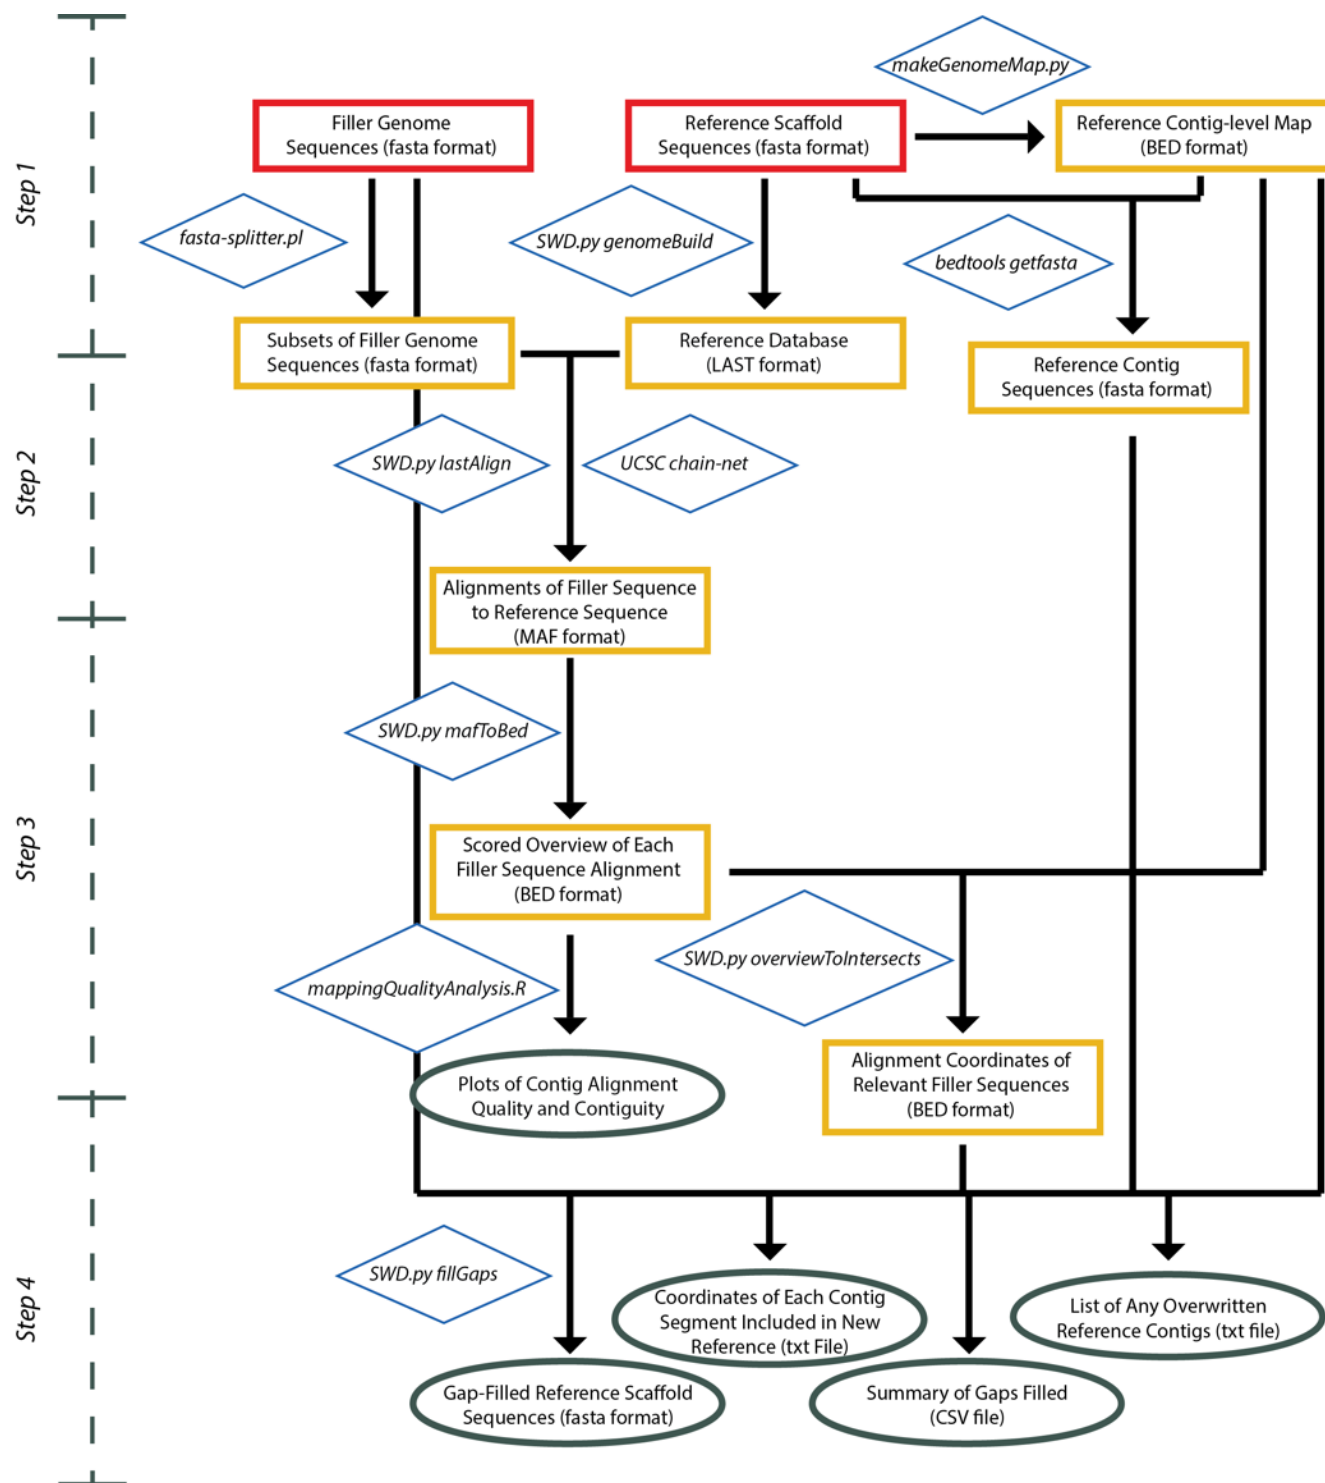 makeGenomeMap.py
Step 1
Filler Genome
Sequences (fasta format)
Reference Scaffold
Sequences (fasta format)
Reference Contig-level Map
(BED format)
fasta-splitter.pl
SWD.py genomeBuild
bedtools getfasta
Subsets of Filler Genome
Sequences (fasta format)
Reference Database
(LAST format)
Reference Contig
Sequences (fasta format)
Step 2
SWD.py lastAlign
UCSC chain-net
Alignments of Filler Sequence
to Reference Sequence
(MAF format)
Step 3
SWD.py mafToBed
Scored Overview of Each
Filler Sequence Alignment
(BED format)
mappingQualityAnalysis.R
SWD.py overviewToIntersects
Plots of Contig Alignment
Quality and Contiguity
Alignment Coordinates of
Relevant Filler Sequences
(BED format)
Step 4
SWD.py fillGaps
Coordinates of Each Contig
Segment Included in New
Reference (txt File)
List of Any Overwritten
Reference Contigs (txt file)
Gap-Filled Reference Scaffold
Sequences (fasta format)
Summary of Gaps Filled
(CSV file)